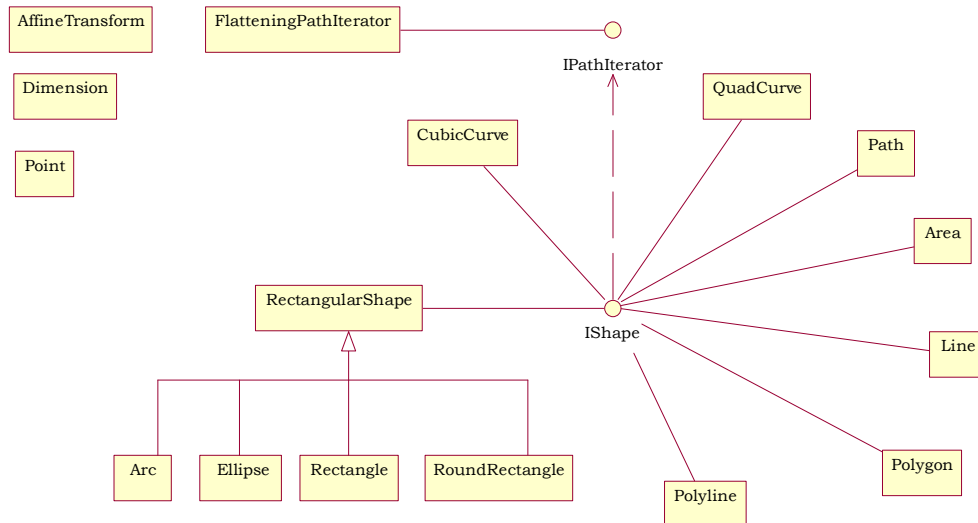 AffineTransform
FlatteningPathIterator
IPathIterator
Dimension
QuadCurve
CubicCurve
Path
Point
Area
RectangularShape
IShape
Line
Arc
Ellipse
Rectangle
RoundRectangle
Polygon
Polyline